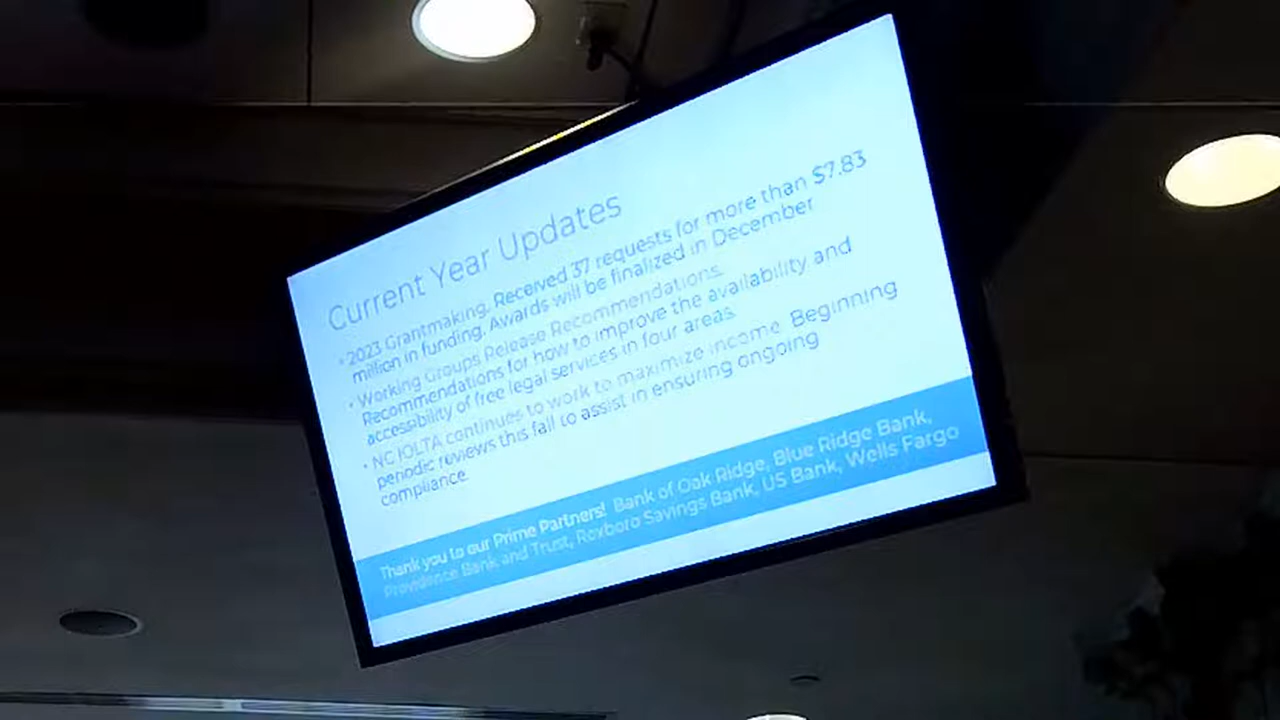 Current Year Updates
• 2023 Grantmaking. Received 37 requests for more than $7.83
million in funding. Awards will be finalized in December
• Working Groups Release Recommendations.
Recommendations for how to improve the availability and
accessibility of free legal services in four areas.
• NC IOLTA continues to work to maximize income. Beginning
periodic reviews this fall to assist in ensuring ongoing
compliance.
Thank you to our Prime Partners! Bank of Oak Ridge, Blue Ridge Bank,
Providence Bank and Trust, Roxboro Savings Bank, US Bank, Wells Fargo